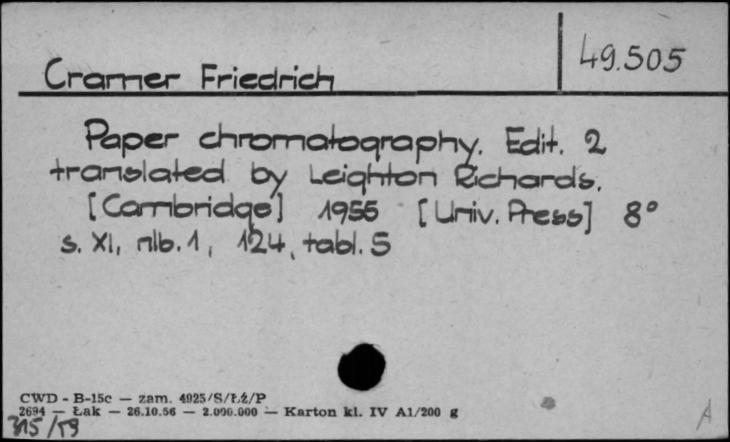 49.505
Cramer Friedrich
Paper chromatography. Edit. 2
translated by Leighton Richards.
[Cambridge] 1955 [Univ. Press] 8°
s. XI, nlb. 1, 124, tabl. 5
CWD - B-15c — zam. 4925/S/ŁŻ/P
2694 — Łak — 26.10.56 — 2.000.000 — Karton kl. IV A1/200 g
315/59
A